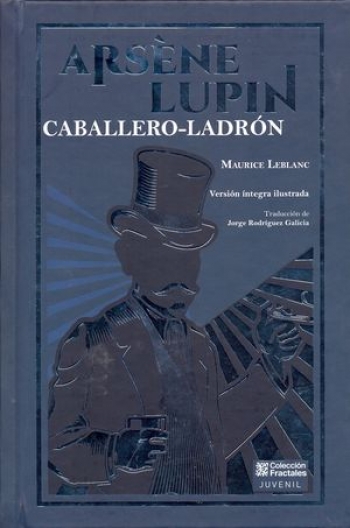 ARSÈNE
LUPIN
CABALLERO-LADRÓN
MAURICE LEBLANC
Versión íntegra ilustrada
Traducción de
Jorge Rodríguez Galicia
Colección
Fractales
JUVENIL